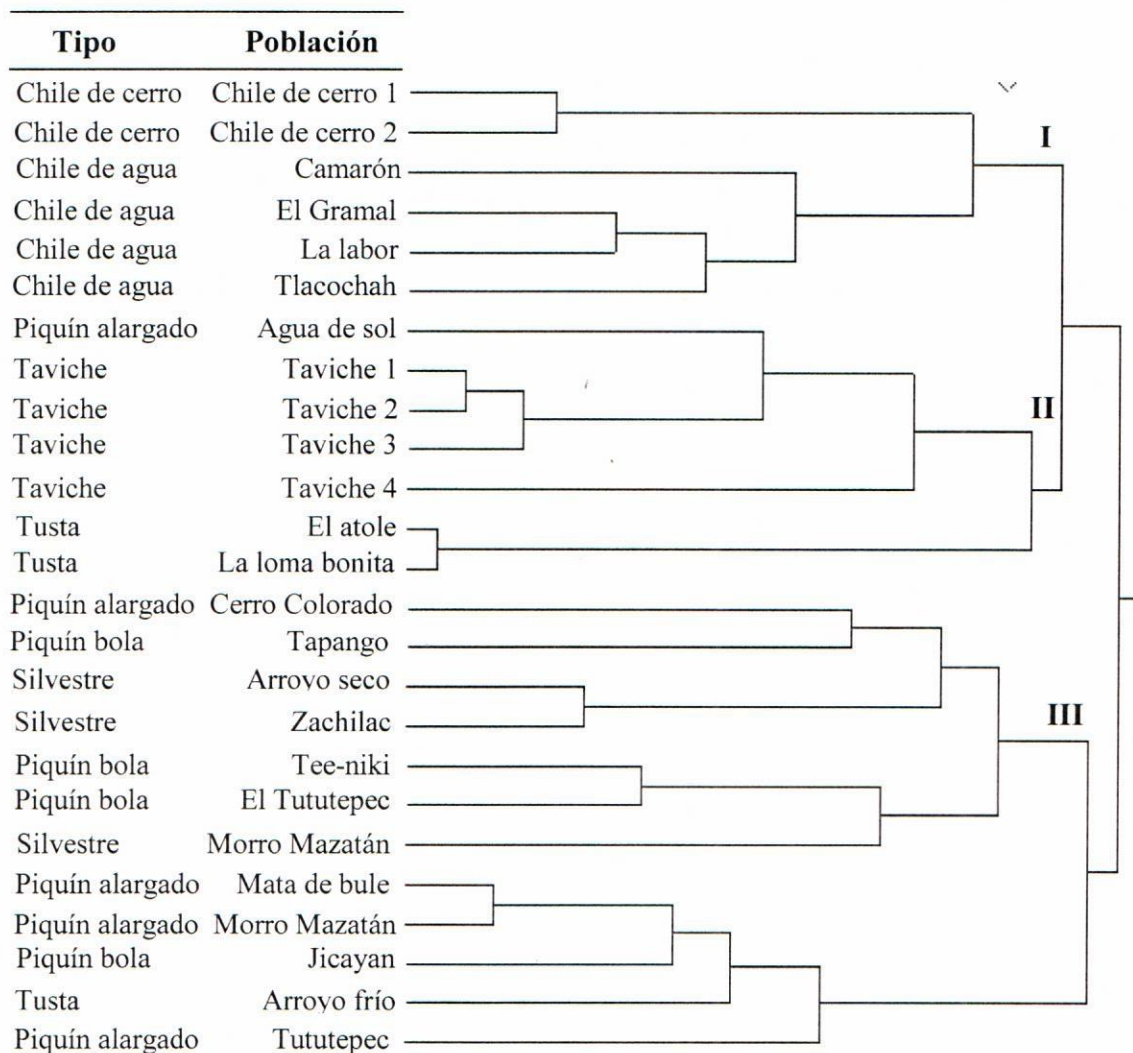 Tipo Población
Chile de cerro Chile de cerro 1
I
Chile de cerro Chile de cerro 2
Chile de agua Camarón
Chile de agua El Gramal
Chile de agua La labor
Chile de agua Tlacochah
Piquín alargado Agua de sol
Taviche Taviche 1
Taviche Taviche 2
II
Taviche Taviche 3
Taviche Taviche 4
Tusta El atole
Tusta La loma bonita
Piquín alargado Cerro Colorado
Piquín bola Tapango
Silvestre Arroyo seco
Silvestre Zachilac
III
Piquín bola Tee-niki
Piquín bola El Tututepec
Silvestre Morro Mazatán
Piquín alargado Mata de bule
Piquín alargado Morro Mazatán
Piquín bola Jicayan
Tusta Arroyo frío
Piquín alargado Tututepec